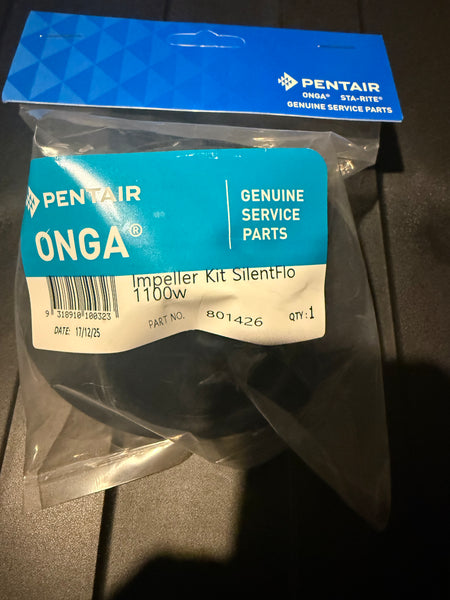 PENTAIR
ONGA® STA-RITE®
GENUINE SERVICE PARTS
PENTAIR
ONGA®
GENUINE
SERVICE
PARTS
Impeller Kit SilentFlo
1100w
9 318910 100323
PART NO. 801426 QTY: 1
DATE: 17/12/25